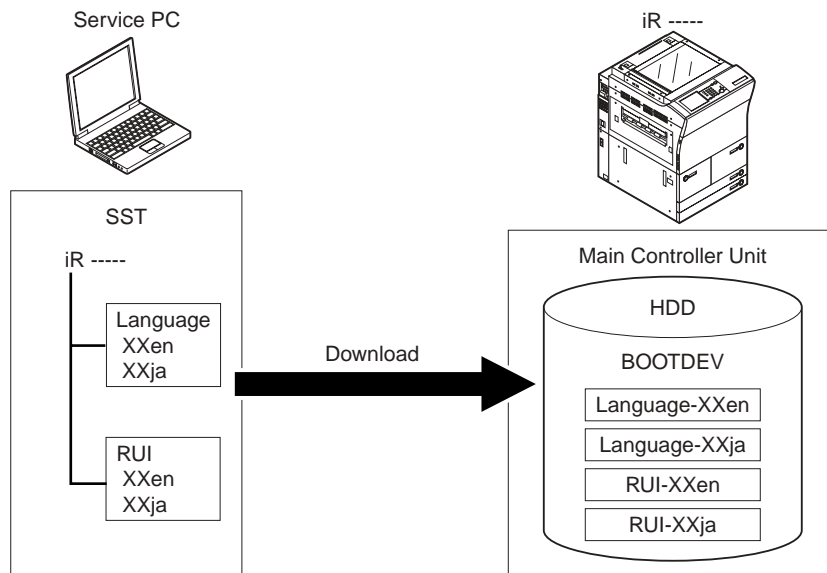 Service PC
iR -----
SST
iR -----
Language
XXen
XXja
RUI
XXen
XXja
Download
Main Controller Unit
HDD
BOOTDEV
Language-XXen
Language-XXja
RUI-XXen
RUI-XXja